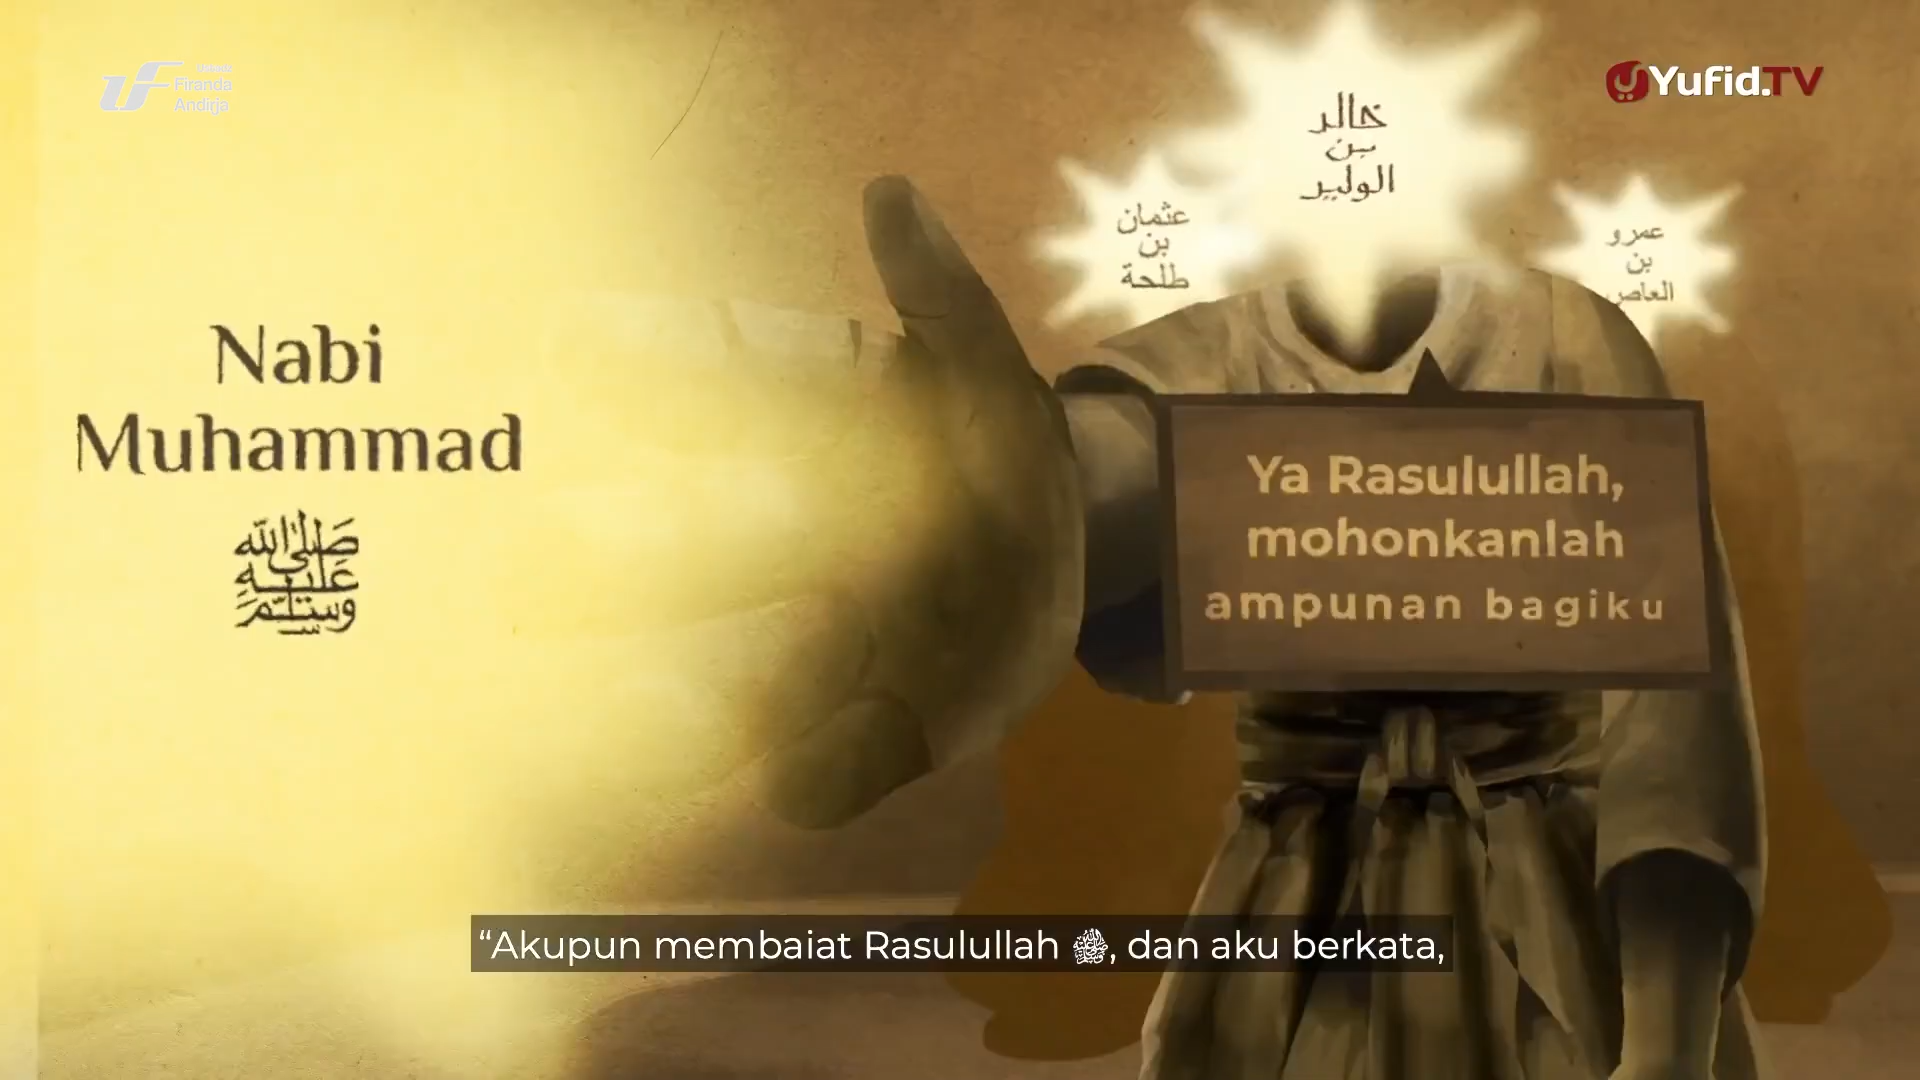 Ustadz
Firanda
Andirja
Yufid.TV
خالد
بن
الوليد
عثمان
بن
طلحة
عمرو
بن
العاص
Nabi
Muhammad
صلى الله
عليه
وسلم
Ya Rasulullah,
mohonkanlah
ampunan bagiku
“Akupun membaiat Rasulullah ﷺ, dan aku berkata,